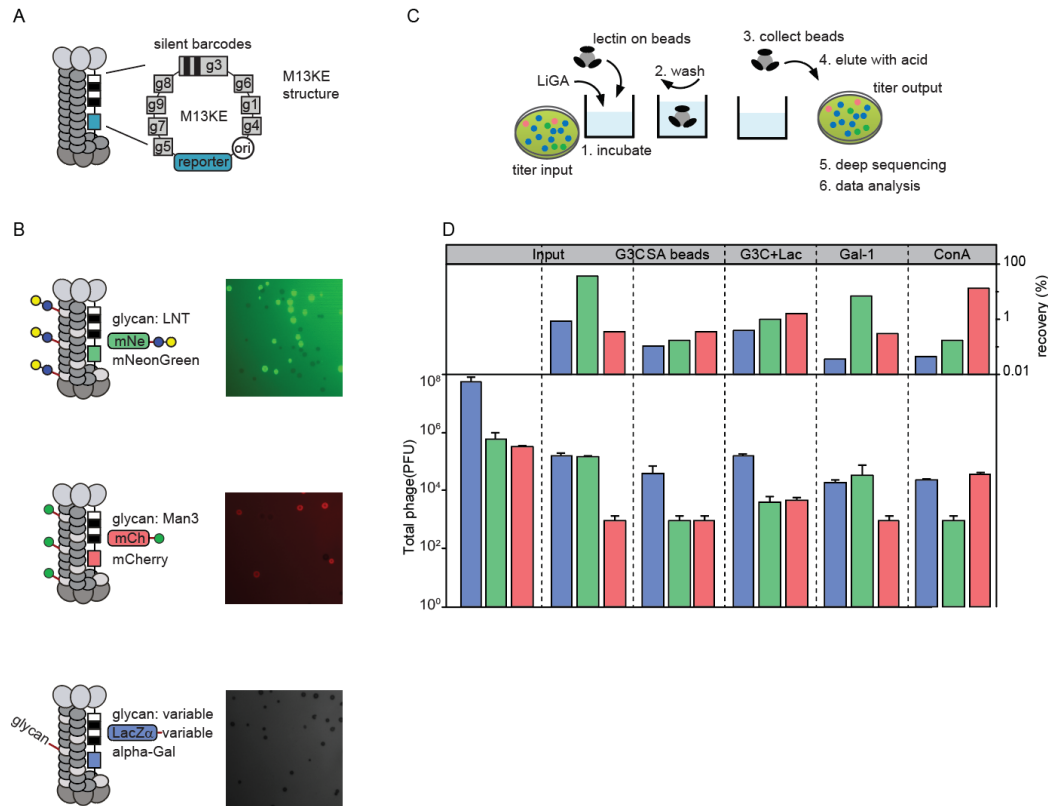 A
silent barcodes
g3
g8
g6
g9
M13KE
g1
g7
g4
g5
ori
reporter
M13KE
structure
B
glycan: LNT
mNe
mNeonGreen
glycan: Man3
mCh
mCherry
glycan: variable
LacZα
variable
alpha-Gal
glycan
C
lectin on beads
LiGA
2. wash
3. collect beads
4. elute with acid
titer output
1. incubate
titer input
5. deep sequencing
6. data analysis
D
Input
G3C
SA beads
G3C+Lac
Gal-1
ConA
100
1
0.01
recovery (%)
10⁸
10⁶
10⁴
10²
10⁰
Total phage(PFU)